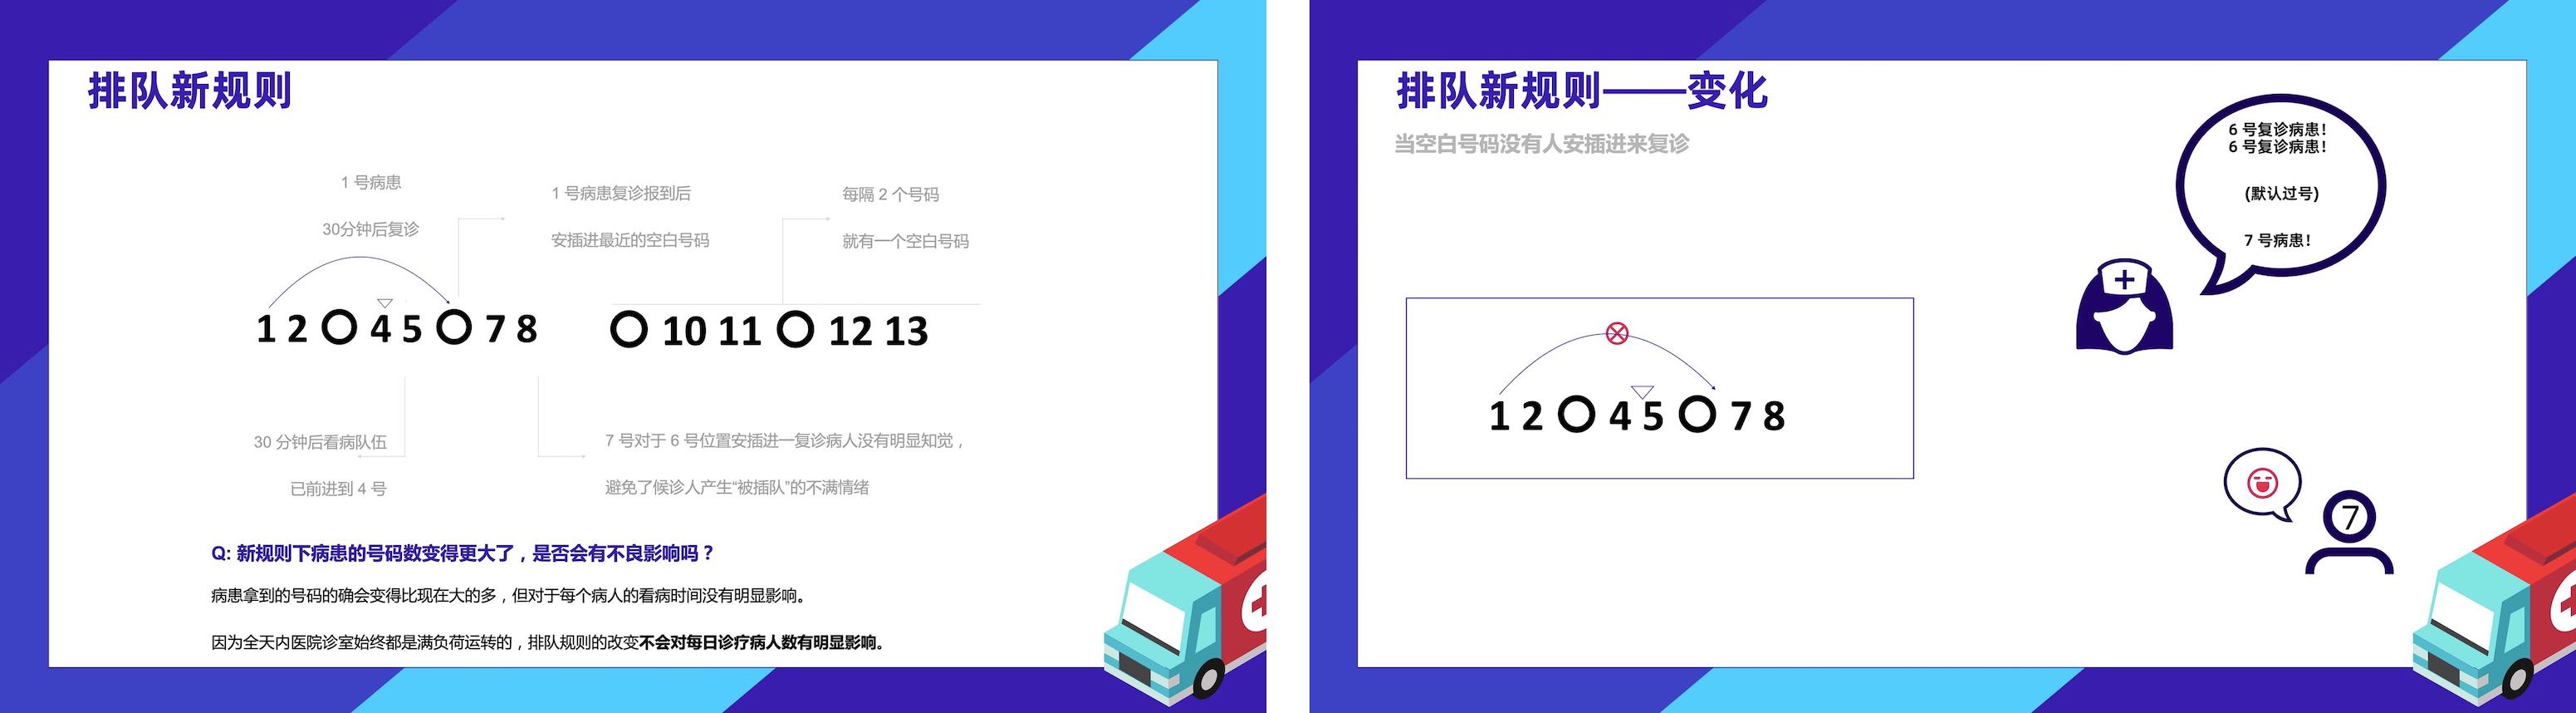 排队新规则
1 号病患
30分钟后复诊
1 号病患复诊报到后
安插进最近的空白号码
每隔 2 个号码
就有一个空白号码
1 2 O 4 5 O 7 8
O 10 11 O 12 13
30 分钟后看病队伍
已前进到 4 号
7 号对于 6 号位置安插进一复诊病人没有明显知觉，
避免了候诊人产生“被插队”的不满情绪
Q: 新规则下病患的号码数变得更大了，是否会有不良影响吗？
病患拿到的号码的确会变得比现在大的多，但对于每个病人的看病时间没有明显影响。
因为全天内医院诊室始终都是满负荷运转的，排队规则的改变不会对每日诊疗病人数有明显影响。
排队新规则——变化
当空白号码没有人安插进来复诊
6 号复诊病患！
6 号复诊病患！
(默认过号)
7 号病患！
1 2 O 4 5 O 7 8
7